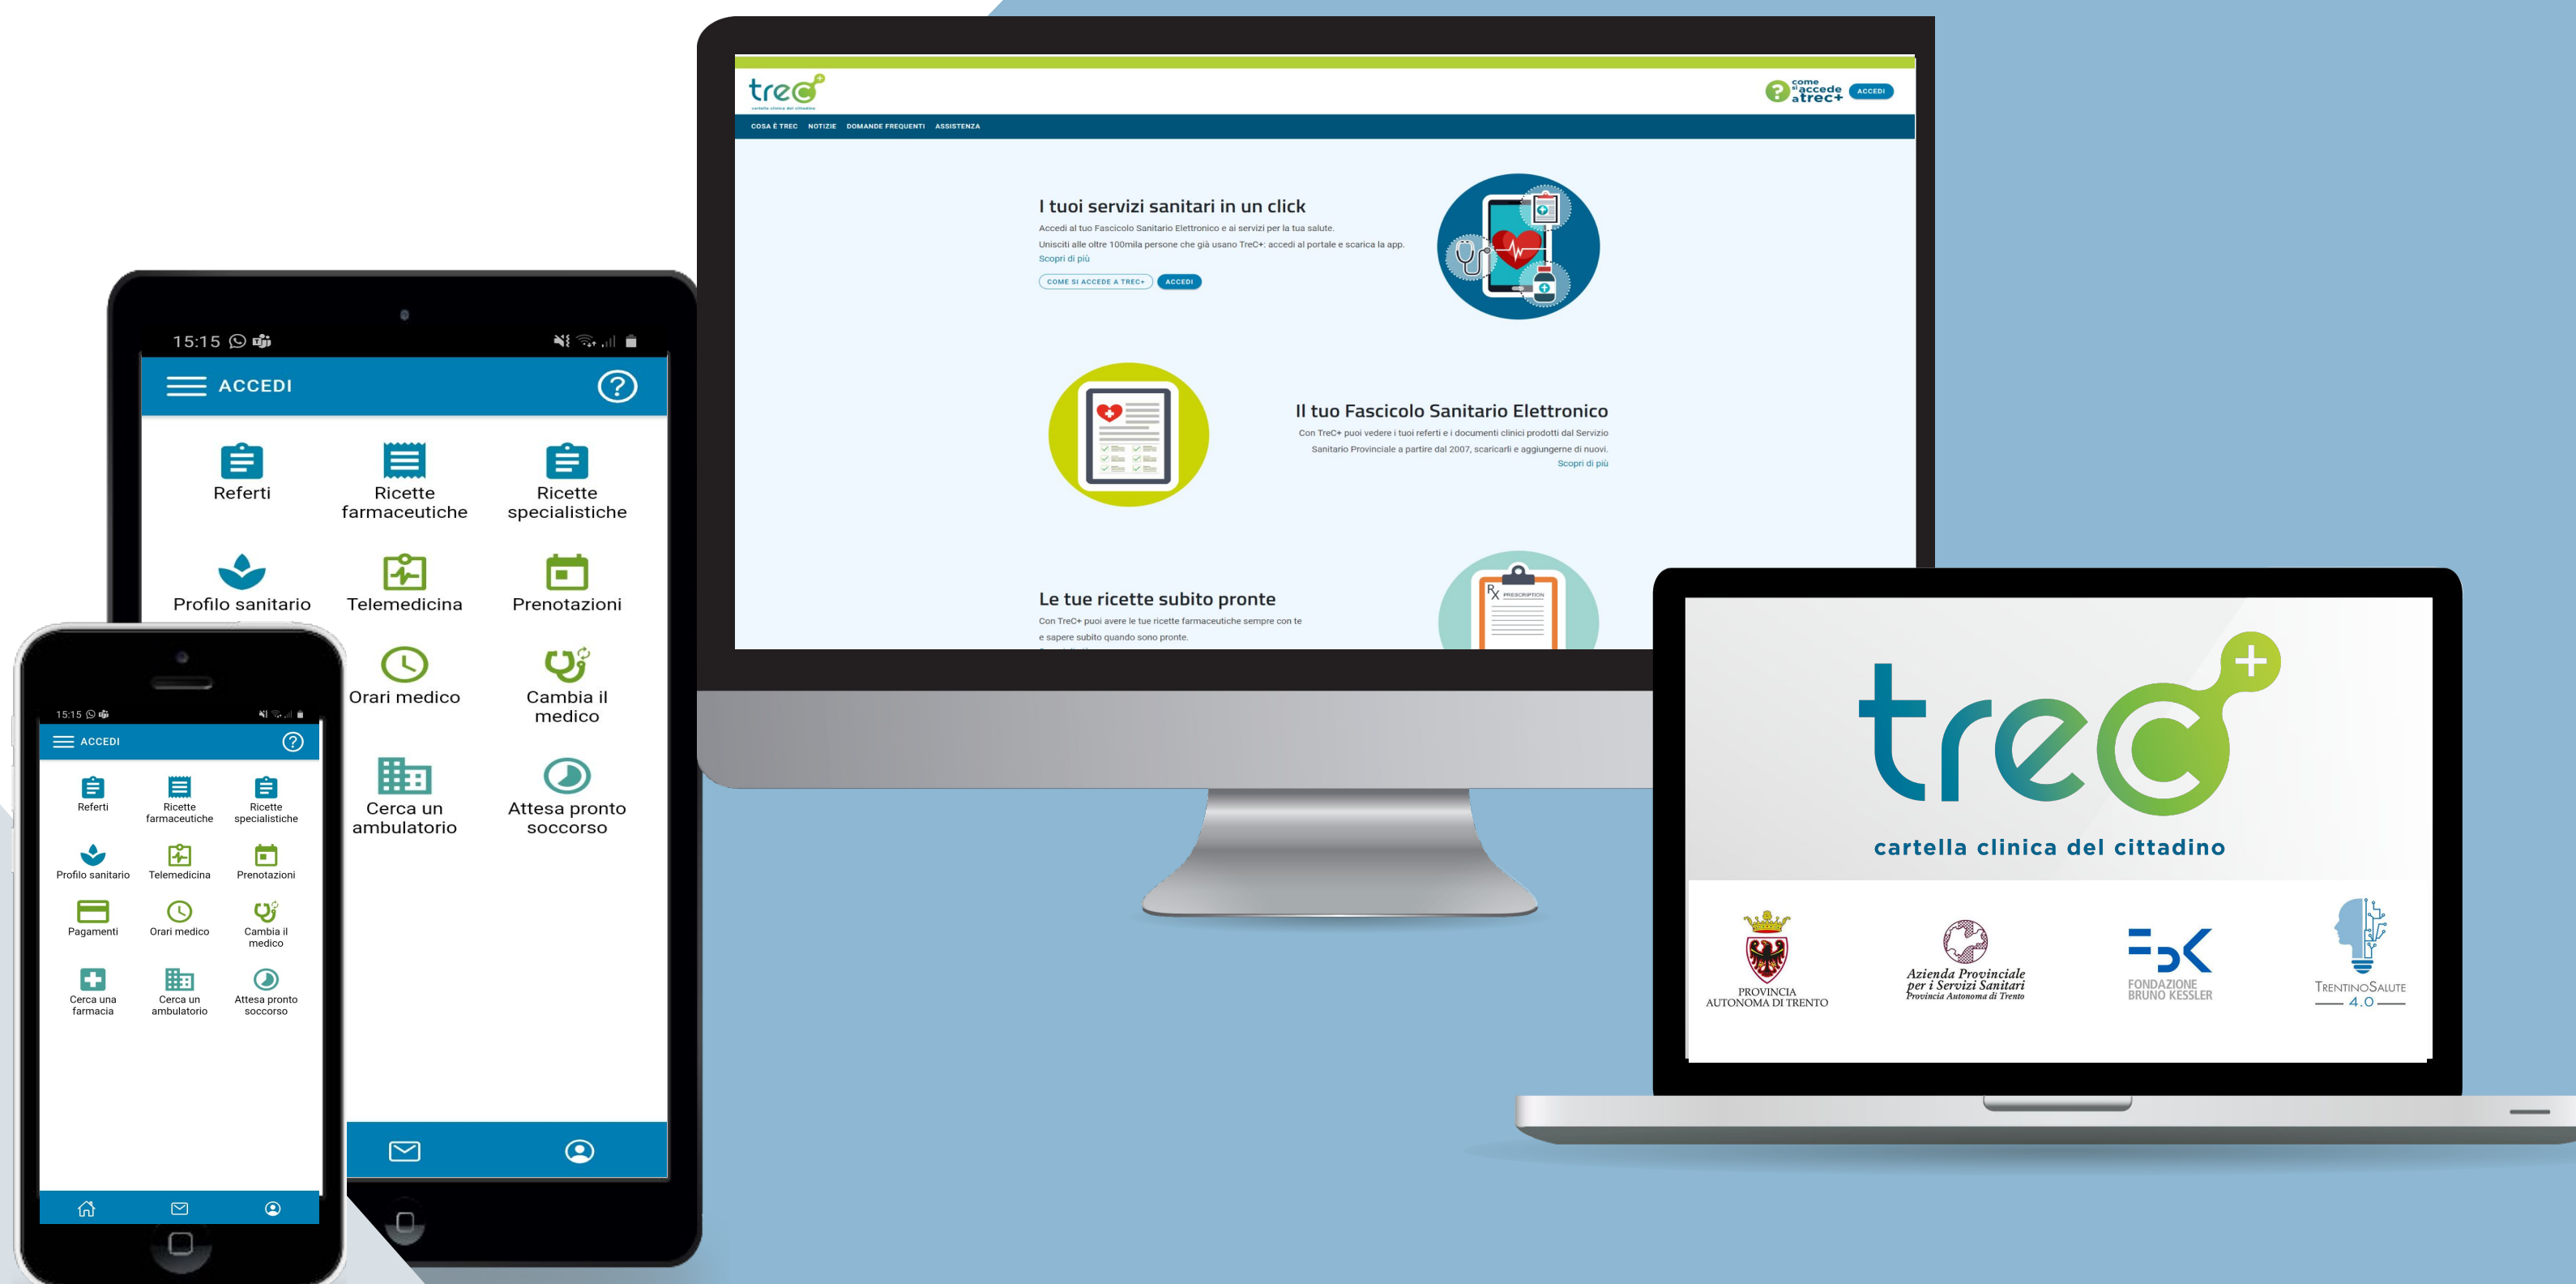 trec+
cartella clinica del cittadino
?
come
si accede
a trec+
ACCEDI
COSA È TREC NOTIZIE DOMANDE FREQUENTI ASSISTENZA
I tuoi servizi sanitari in un click
Accedi al tuo Fascicolo Sanitario Elettronico e ai servizi per la tua salute.
Unisciti alle oltre 100mila persone che già usano TreC+: accedi al portale e scarica la app.
Scopri di più
COME SI ACCEDE A TREC+ ACCEDI
Il tuo Fascicolo Sanitario Elettronico
Con TreC+ puoi vedere i tuoi referti e i documenti clinici prodotti dal Servizio
Sanitario Provinciale a partire dal 2007, scaricarli e aggiungerne di nuovi.
Scopri di più
Le tue ricette subito pronte
Con TreC+ puoi avere le tue ricette farmaceutiche sempre con te
e sapere subito quando sono pronte.
RX PRESCRIPTION
15:15
ACCEDI ?
Referti
Ricette
farmaceutiche
Ricette
specialistiche
Profilo sanitario
Telemedicina
Prenotazioni
Orari medico
Cambia il
medico
Cerca un
ambulatorio
Attesa pronto
soccorso
15:15
ACCEDI ?
Referti
Ricette
farmaceutiche
Ricette
specialistiche
Profilo sanitario
Telemedicina
Prenotazioni
Pagamenti
Orari medico
Cambia il
medico
Cerca una
farmacia
Cerca un
ambulatorio
Attesa pronto
soccorso
trec+
cartella clinica del cittadino
PROVINCIA
AUTONOMA DI TRENTO
Azienda Provinciale
per i Servizi Sanitari
Provincia Autonoma di Trento
FBK
FONDAZIONE
BRUNO KESSLER
TRENTINOSALUTE
4.0